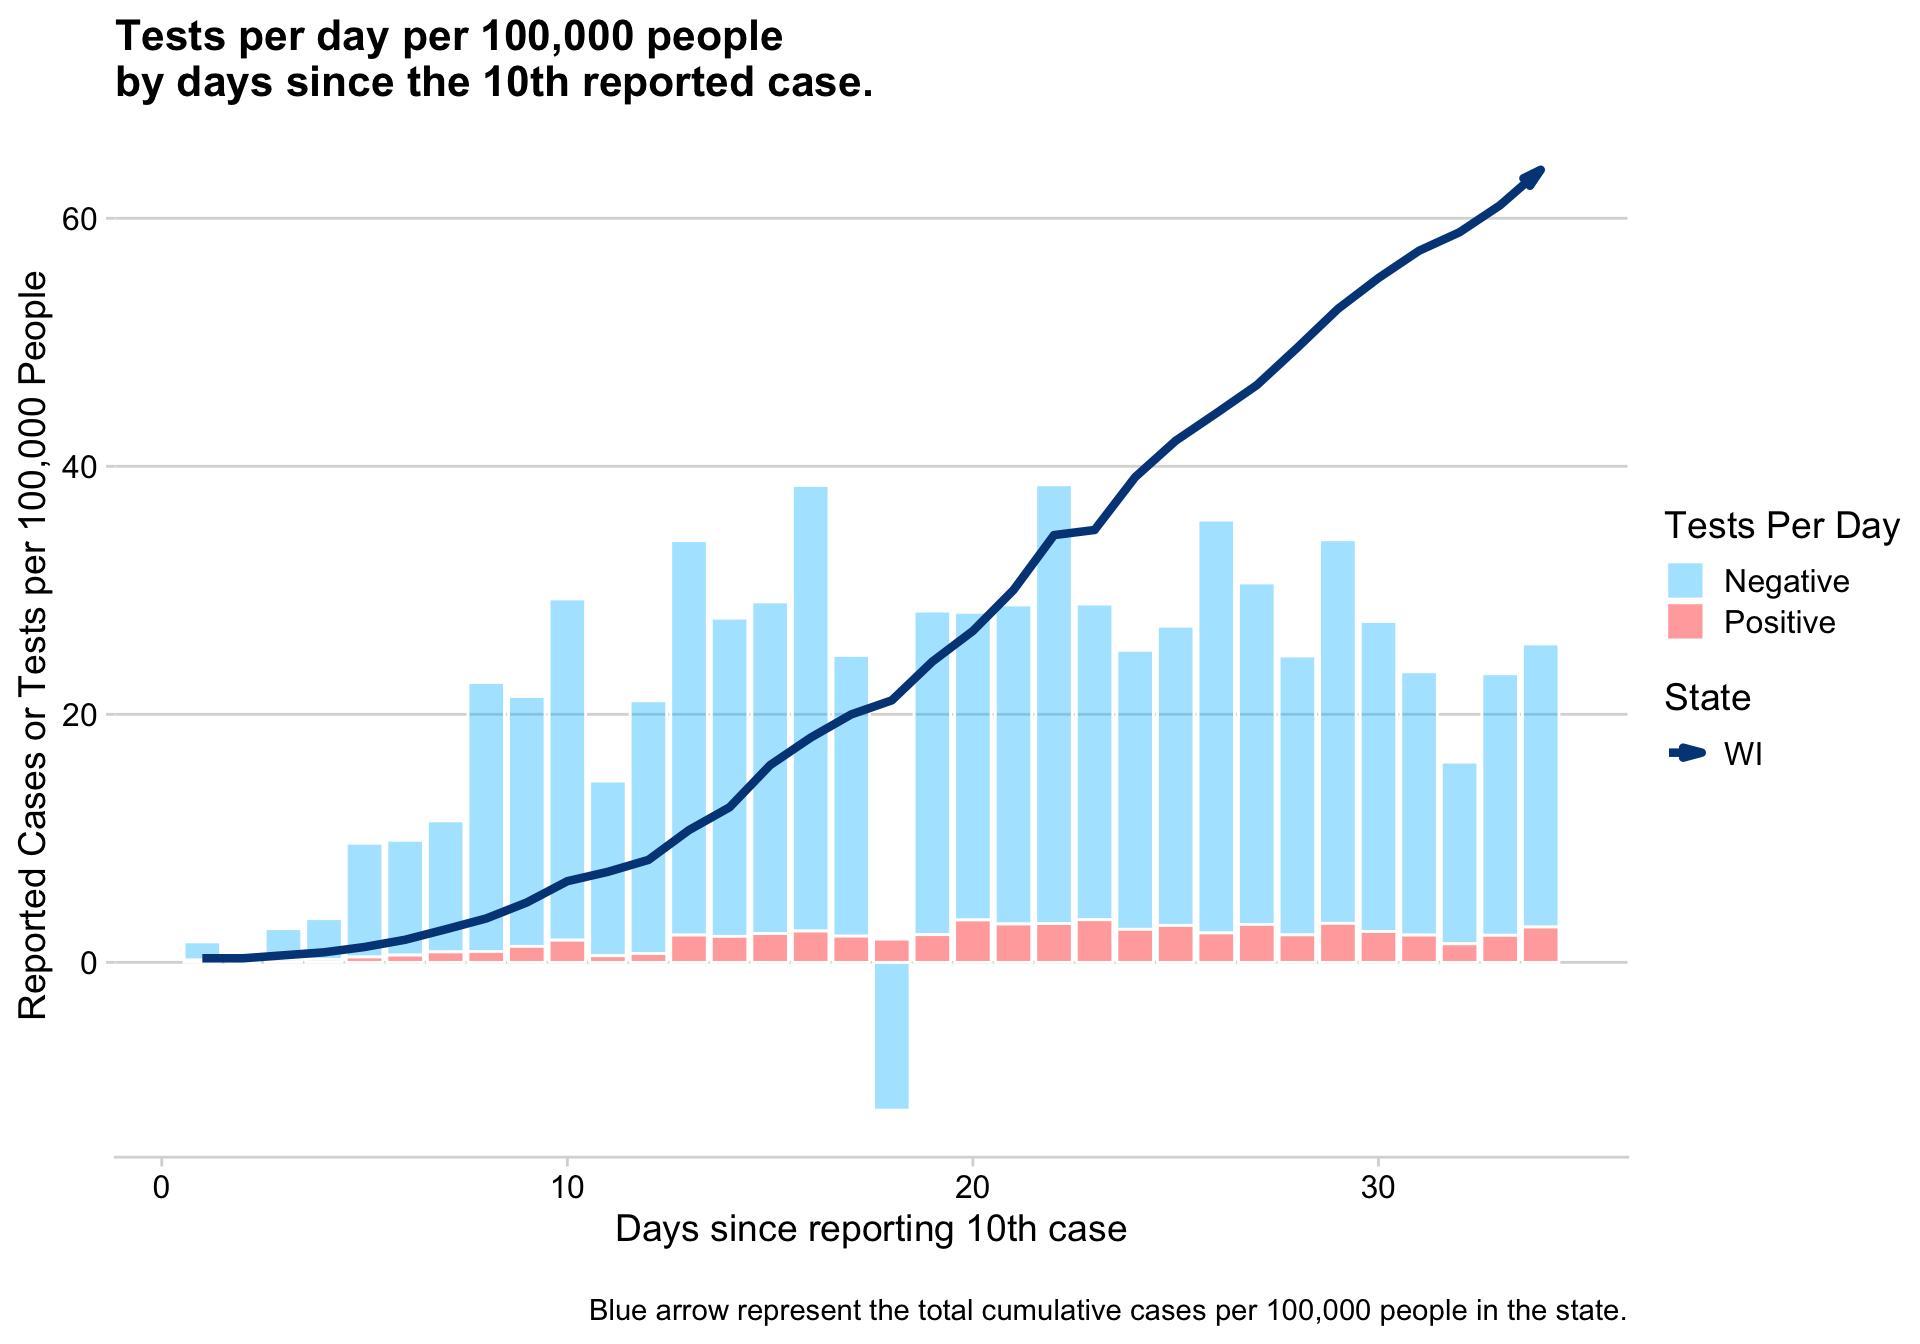 Tests per day per 100,000 people
by days since the 10th reported case.
Reported Cases or Tests per 100,000 People
60
40
20
0
0
10
20
30
Days since reporting 10th case
Tests Per Day
Negative
Positive
State
WI
Blue arrow represent the total cumulative cases per 100,000 people in the state.